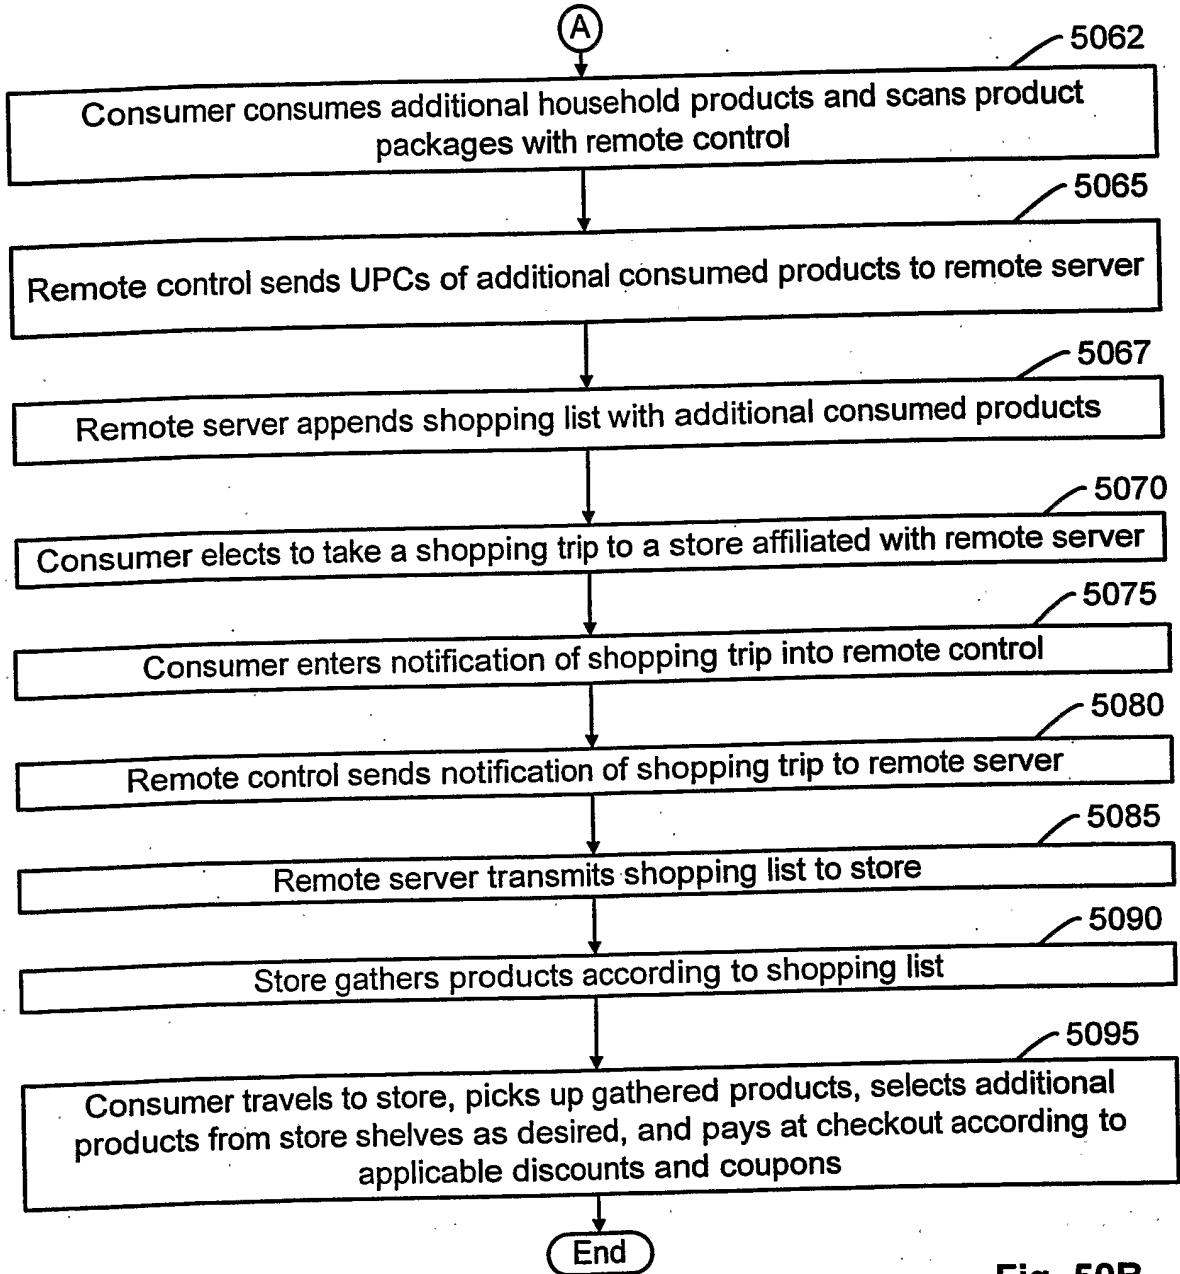 A
5062
Consumer consumes additional household products and scans product
packages with remote control
5065
Remote control sends UPCs of additional consumed products to remote server
5067
Remote server appends shopping list with additional consumed products
5070
Consumer elects to take a shopping trip to a store affiliated with remote server
5075
Consumer enters notification of shopping trip into remote control
5080
Remote control sends notification of shopping trip to remote server
5085
Remote server transmits shopping list to store
5090
Store gathers products according to shopping list
5095
Consumer travels to store, picks up gathered products, selects additional
products from store shelves as desired, and pays at checkout according to
applicable discounts and coupons
End
Fig. 50B